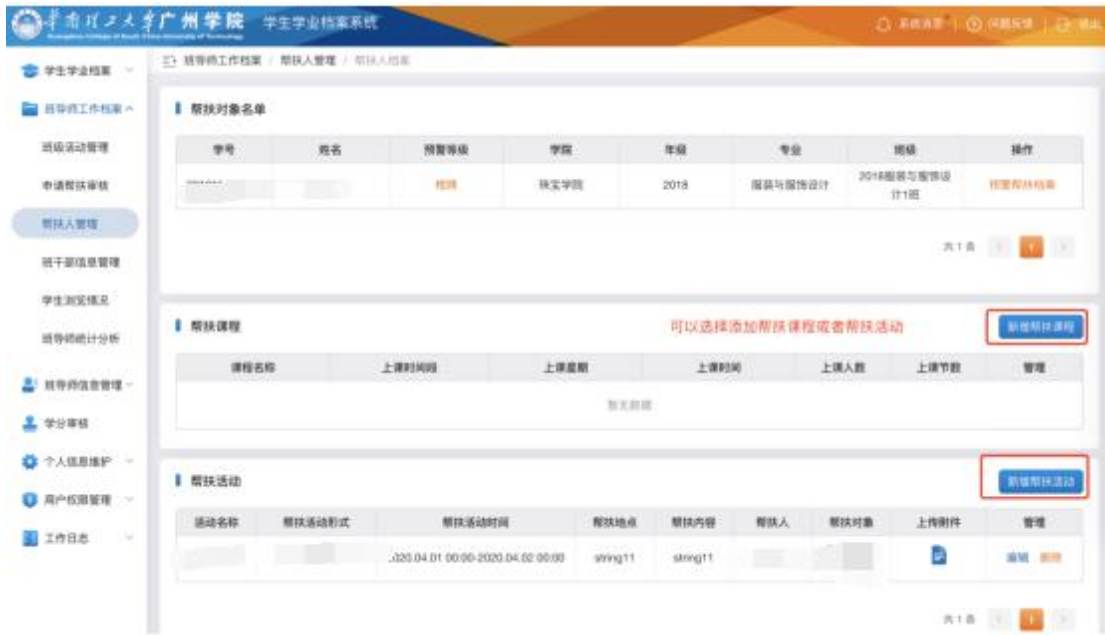 华南理工大学广州学院 学生学业档案系统 系统消息 | 问题反馈 | 退出
班导师工作档案 / 帮扶人管理 / 帮扶人档案
学生学业档案
班导师工作档案
班级活动管理
申请帮扶审核
帮扶人管理
班干部信息管理
学生浏览情况
班导师统计分析
班导师信息管理
学分审核
个人信息维护
用户权限管理
工作日志
帮扶对象名单
学号 姓名 预警等级 学院 年级 专业 班级 操作
珠宝学院 2018 服装与服饰设计 2018服装与服饰设计1班 预警帮扶档案
共1条 1
帮扶课程 可以选择添加帮扶课程或者帮扶活动 新增帮扶课程
课程名称 上课时间段 上课星期 上课时间 上课人数 上课节数 管理
暂无数据
帮扶活动 新增帮扶活动
活动名称 帮扶活动形式 帮扶活动时间 帮扶地点 帮扶内容 帮扶人 帮扶对象 上传附件 管理
.020.04.01 00:00-2020.04.02 00:00 string11 string11 编辑 删除
共1条 1